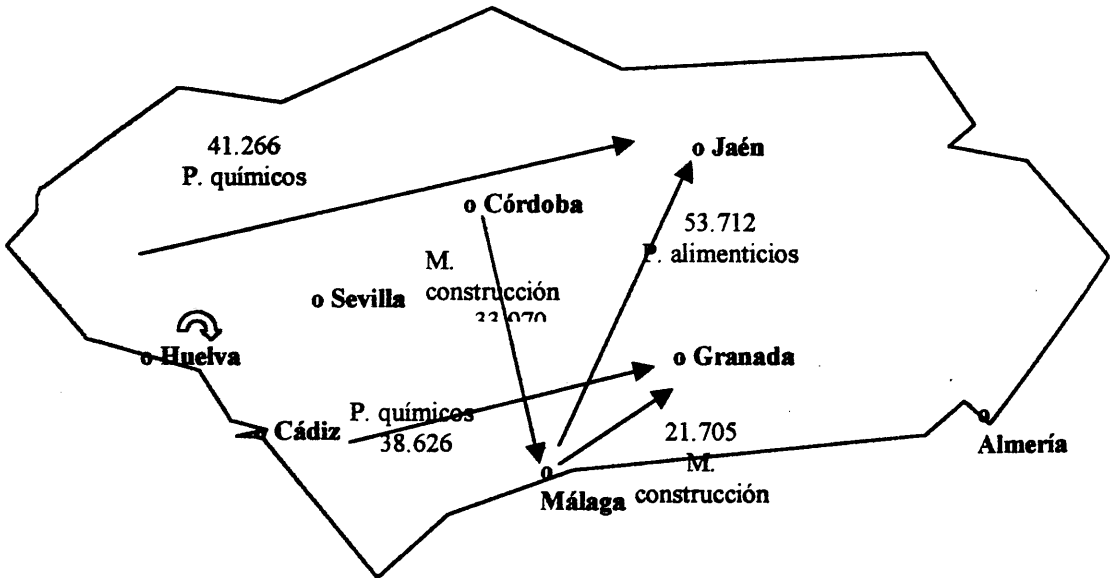 41.266
P. químicos
o Jaén
o Córdoba
53.712
P. alimenticios
M.
construcción
o Sevilla
o Huelva
o Granada
P. químicos
38.626
o Cádiz
21.705
M.
construcción
o
Málaga
o
Almería